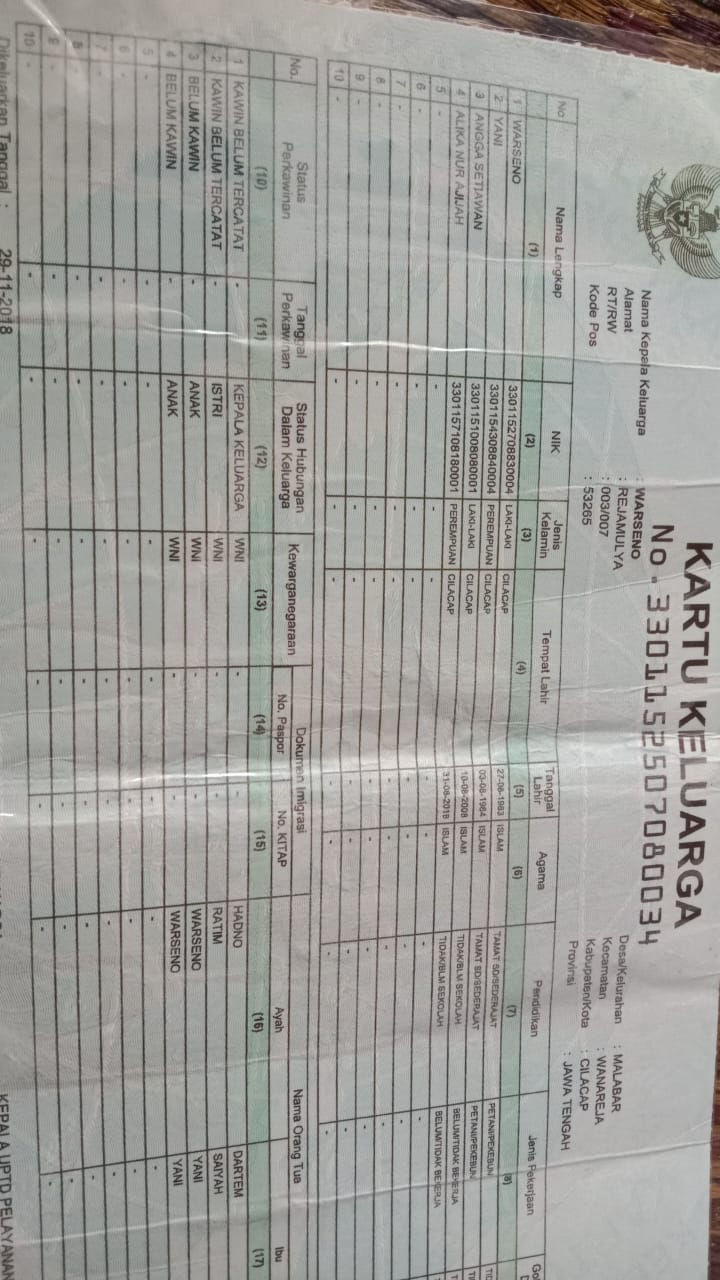 KARTU KELUARGA
No. 3301152507080034
Nama Kepala Keluarga : WARSENO
Alamat : REJAMULYA
RT/RW : 003/007
Kode Pos : 53265
Desa/Kelurahan : MALABAR
Kecamatan : WANAREJA
Kabupaten/Kota : CILACAP
Provinsi : JAWA TENGAH
No Nama Lengkap NIK Jenis Kelamin Tempat Lahir Tanggal Lahir Agama Pendidikan Jenis Pekerjaan
(1) (2) (3) (4) (5) (6) (7) (8)
1 WARSENO 3301152708830004 LAKI-LAKI CILACAP 27-08-1983 ISLAM TAMAT SD/SEDERAJAT PETANI/PEKEBUN
2 YANI 3301154308840004 PEREMPUAN CILACAP 03-08-1984 ISLAM TAMAT SD/SEDERAJAT PETANI/PEKEBUN
3 ANGGA SETIAWAN 3301151008080001 LAKI-LAKI CILACAP 10-08-2008 ISLAM TIDAK/BLM SEKOLAH BELUM/TIDAK BEKERJA
4 ALIKA NUR AJIJAH 3301157108180001 PEREMPUAN CILACAP 31-08-2018 ISLAM TIDAK/BLM SEKOLAH BELUM/TIDAK BEKERJA
5 - - - - - - - -
6 - - - - - - - -
7 - - - - - - - -
8 - - - - - - - -
9 - - - - - - - -
10 - - - - - - - -
No. Status Perkawinan Tanggal Perkawinan Status Hubungan Dalam Keluarga Kewarganegaraan Dokumen Imigrasi Nama Orang Tua
No. Paspor No. KITAP Ayah Ibu
(10) (11) (12) (13) (14) (15) (16) (17)
1 KAWIN BELUM TERCATAT - KEPALA KELUARGA WNI - - HADNO DARTEM
2 KAWIN BELUM TERCATAT - ISTRI WNI - - RATIM SAIYAH
3 BELUM KAWIN - ANAK WNI - - WARSENO YANI
4 BELUM KAWIN - ANAK WNI - - WARSENO YANI
5 - - - - - - - -
6 - - - - - - - -
7 - - - - - - - -
8 - - - - - - - -
9 - - - - - - - -
10 - - - - - - - -
Dikeluarkan Tanggal : 29-11-2018
KEPALA UPTD PELAYANAN